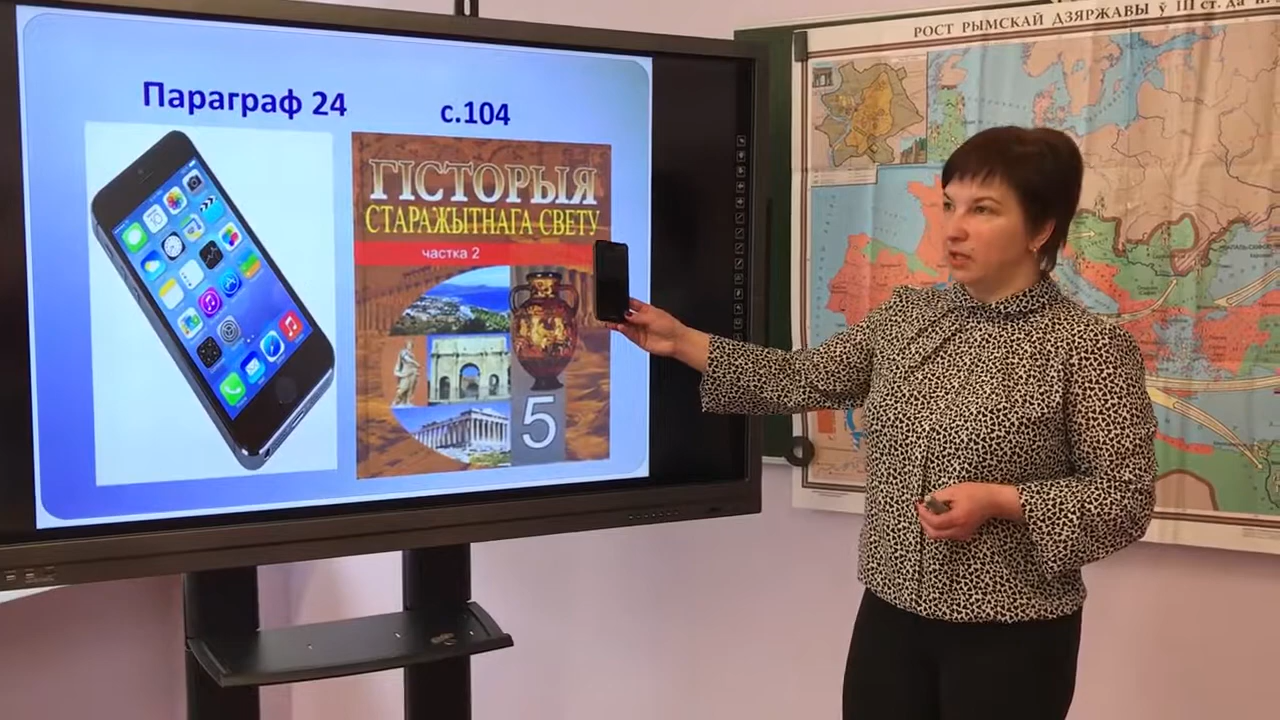 Параграф 24
с.104
ГІСТОРЫЯ
СТАРАЖЫТНАГА СВЕТУ
частка 2
5
РОСТ РЫМСКАЙ ДЗЯРЖАВЫ ў III ст. да н.